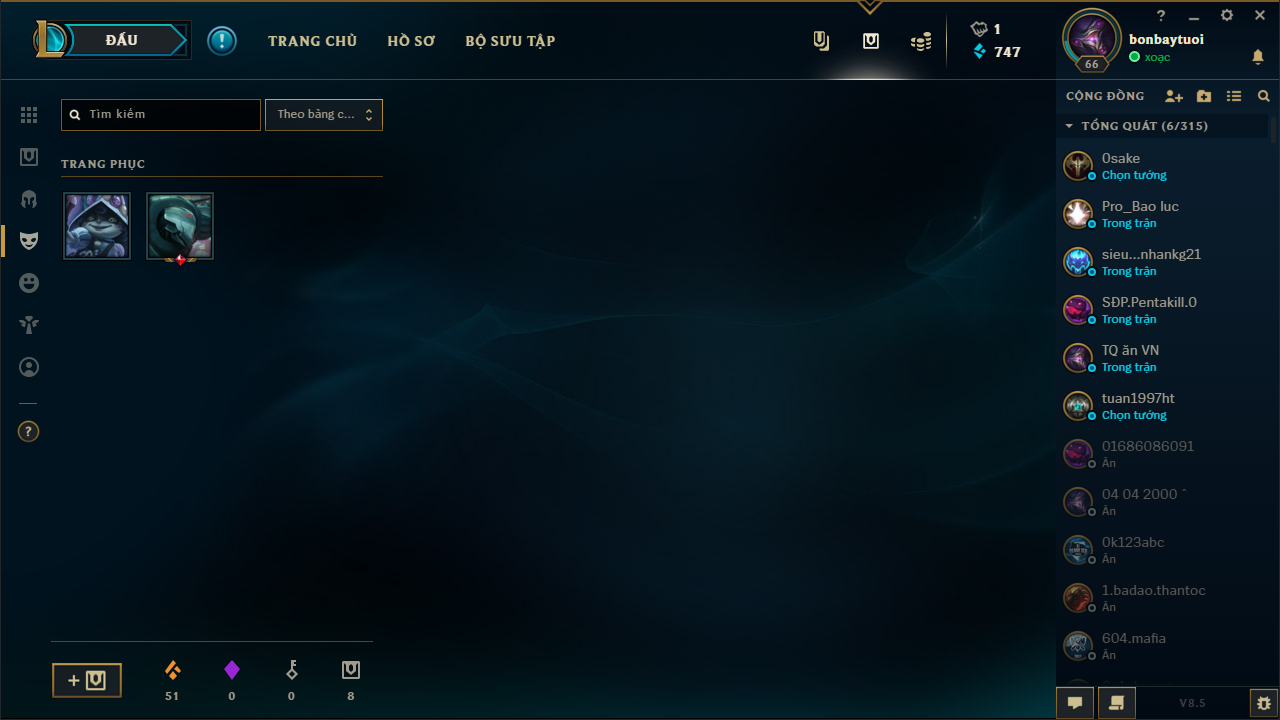 ĐẤU
TRANG CHỦ
HỒ SƠ
BỘ SƯU TẬP
1
747
66
bonbaytuoi
xoạc
Tìm kiếm
Theo bảng c...
TRANG PHỤC
51
0
0
8
CỘNG ĐỒNG
TỔNG QUÁT (6/315)
0sake
Chọn tướng
Pro_Bao luc
Trong trận
sieu...nhankg21
Trong trận
SĐP.Pentakill.0
Trong trận
TQ ăn VN
Trong trận
tuan1997ht
Chọn tướng
01686086091
Ẩn
04 04 2000 ˆ
Ẩn
0k123abc
Ẩn
1.badao.thantoc
Ẩn
604.mafia
Ẩn
V8.5